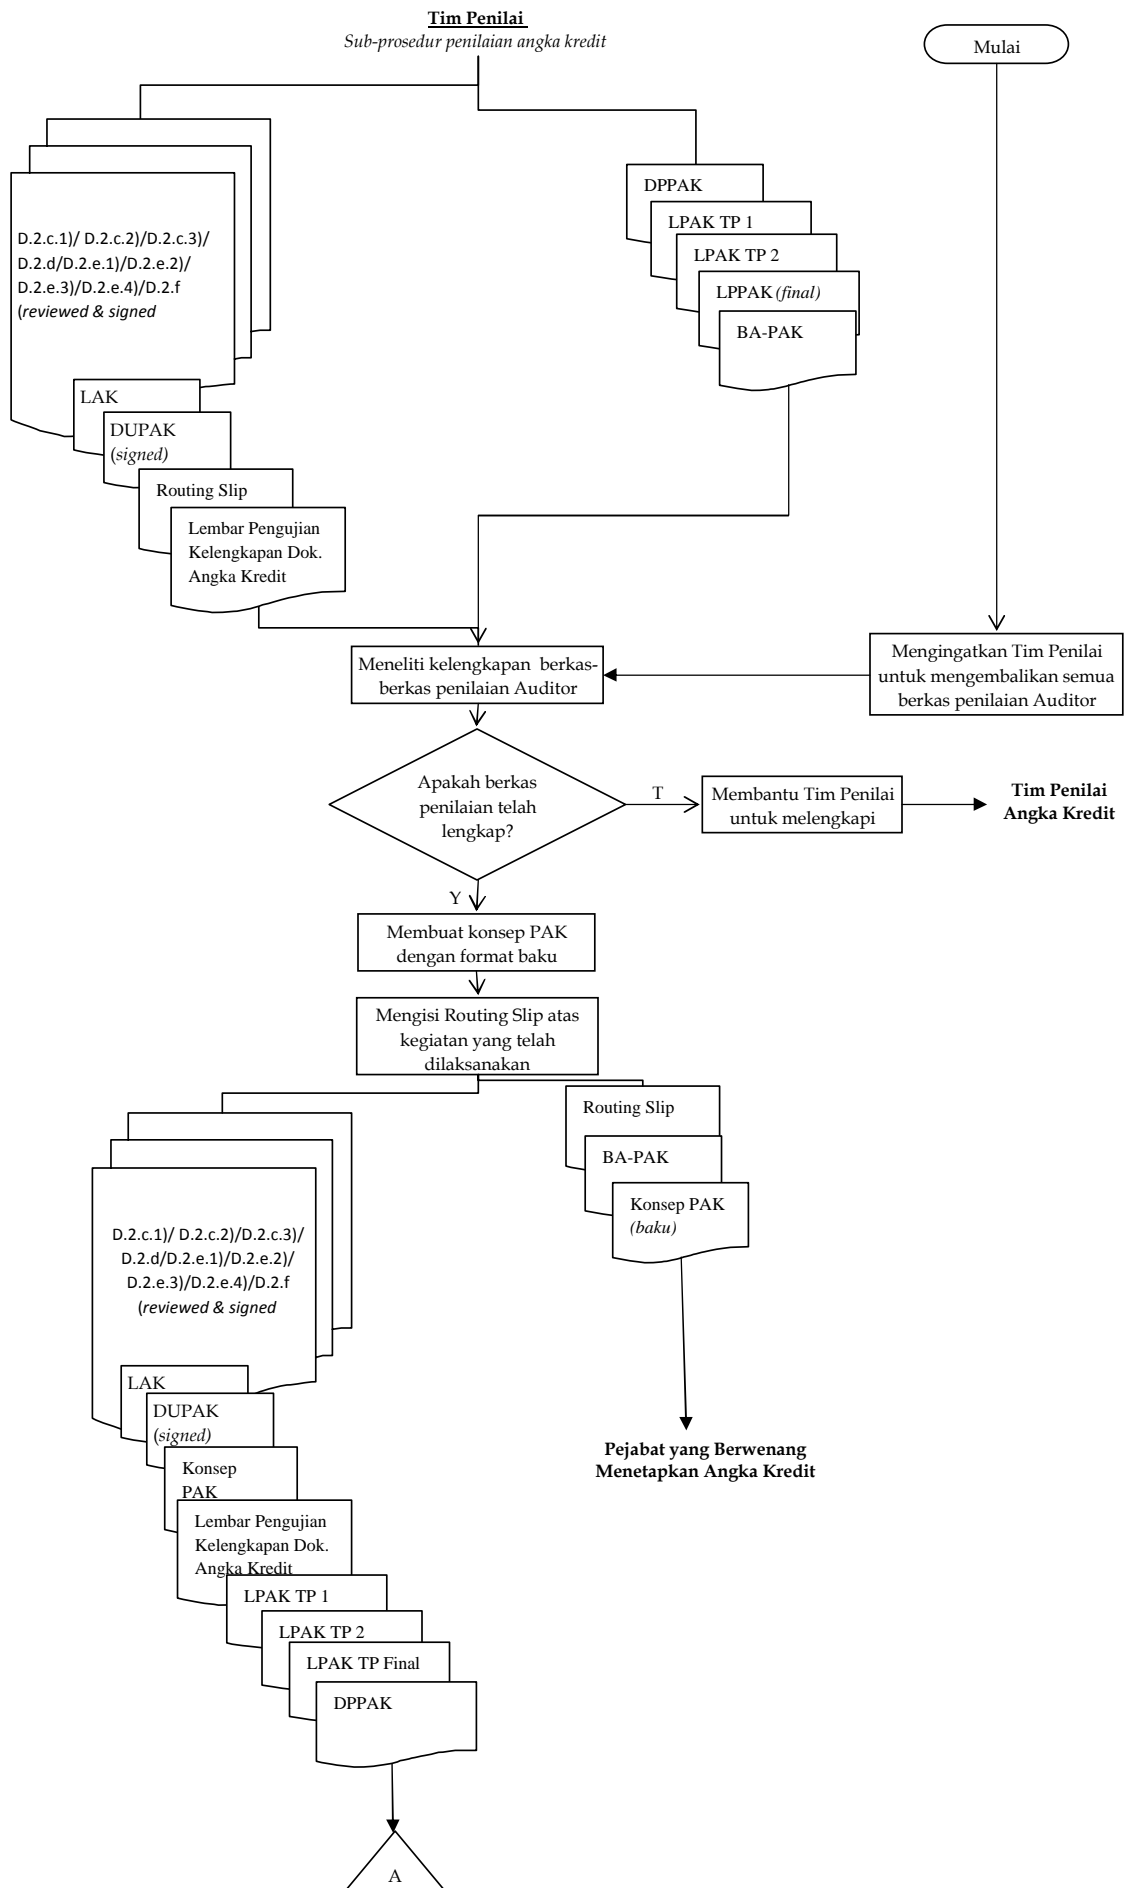 Tim Penilai
Sub-prosedur penilaian angka kredit
Mulai
D.2.c.1)/ D.2.c.2)/D.2.c.3)/
D.2.d/D.2.e.1)/D.2.e.2)/
D.2.e.3)/D.2.e.4)/D.2.f
(reviewed & signed
LAK
DUPAK
(signed)
Routing Slip
Lembar Pengujian
Kelengkapan Dok.
Angka Kredit
DPPAK
LPAK TP 1
LPAK TP 2
LPPAK (final)
BA-PAK
Meneliti kelengkapan berkas-
berkas penilaian Auditor
Mengingatkan Tim Penilai
untuk mengembalikan semua
berkas penilaian Auditor
Apakah berkas
penilaian telah
lengkap?
T
Membantu Tim Penilai
untuk melengkapi
Tim Penilai
Angka Kredit
Y
Membuat konsep PAK
dengan format baku
Mengisi Routing Slip atas
kegiatan yang telah
dilaksanakan
Routing Slip
BA-PAK
Konsep PAK
(baku)
Pejabat yang Berwenang
Menetapkan Angka Kredit
D.2.c.1)/ D.2.c.2)/D.2.c.3)/
D.2.d/D.2.e.1)/D.2.e.2)/
D.2.e.3)/D.2.e.4)/D.2.f
(reviewed & signed
LAK
DUPAK
(signed)
Konsep
PAK
Lembar Pengujian
Kelengkapan Dok.
Angka Kredit
LPAK TP 1
LPAK TP 2
LPAK TP Final
DPPAK
A